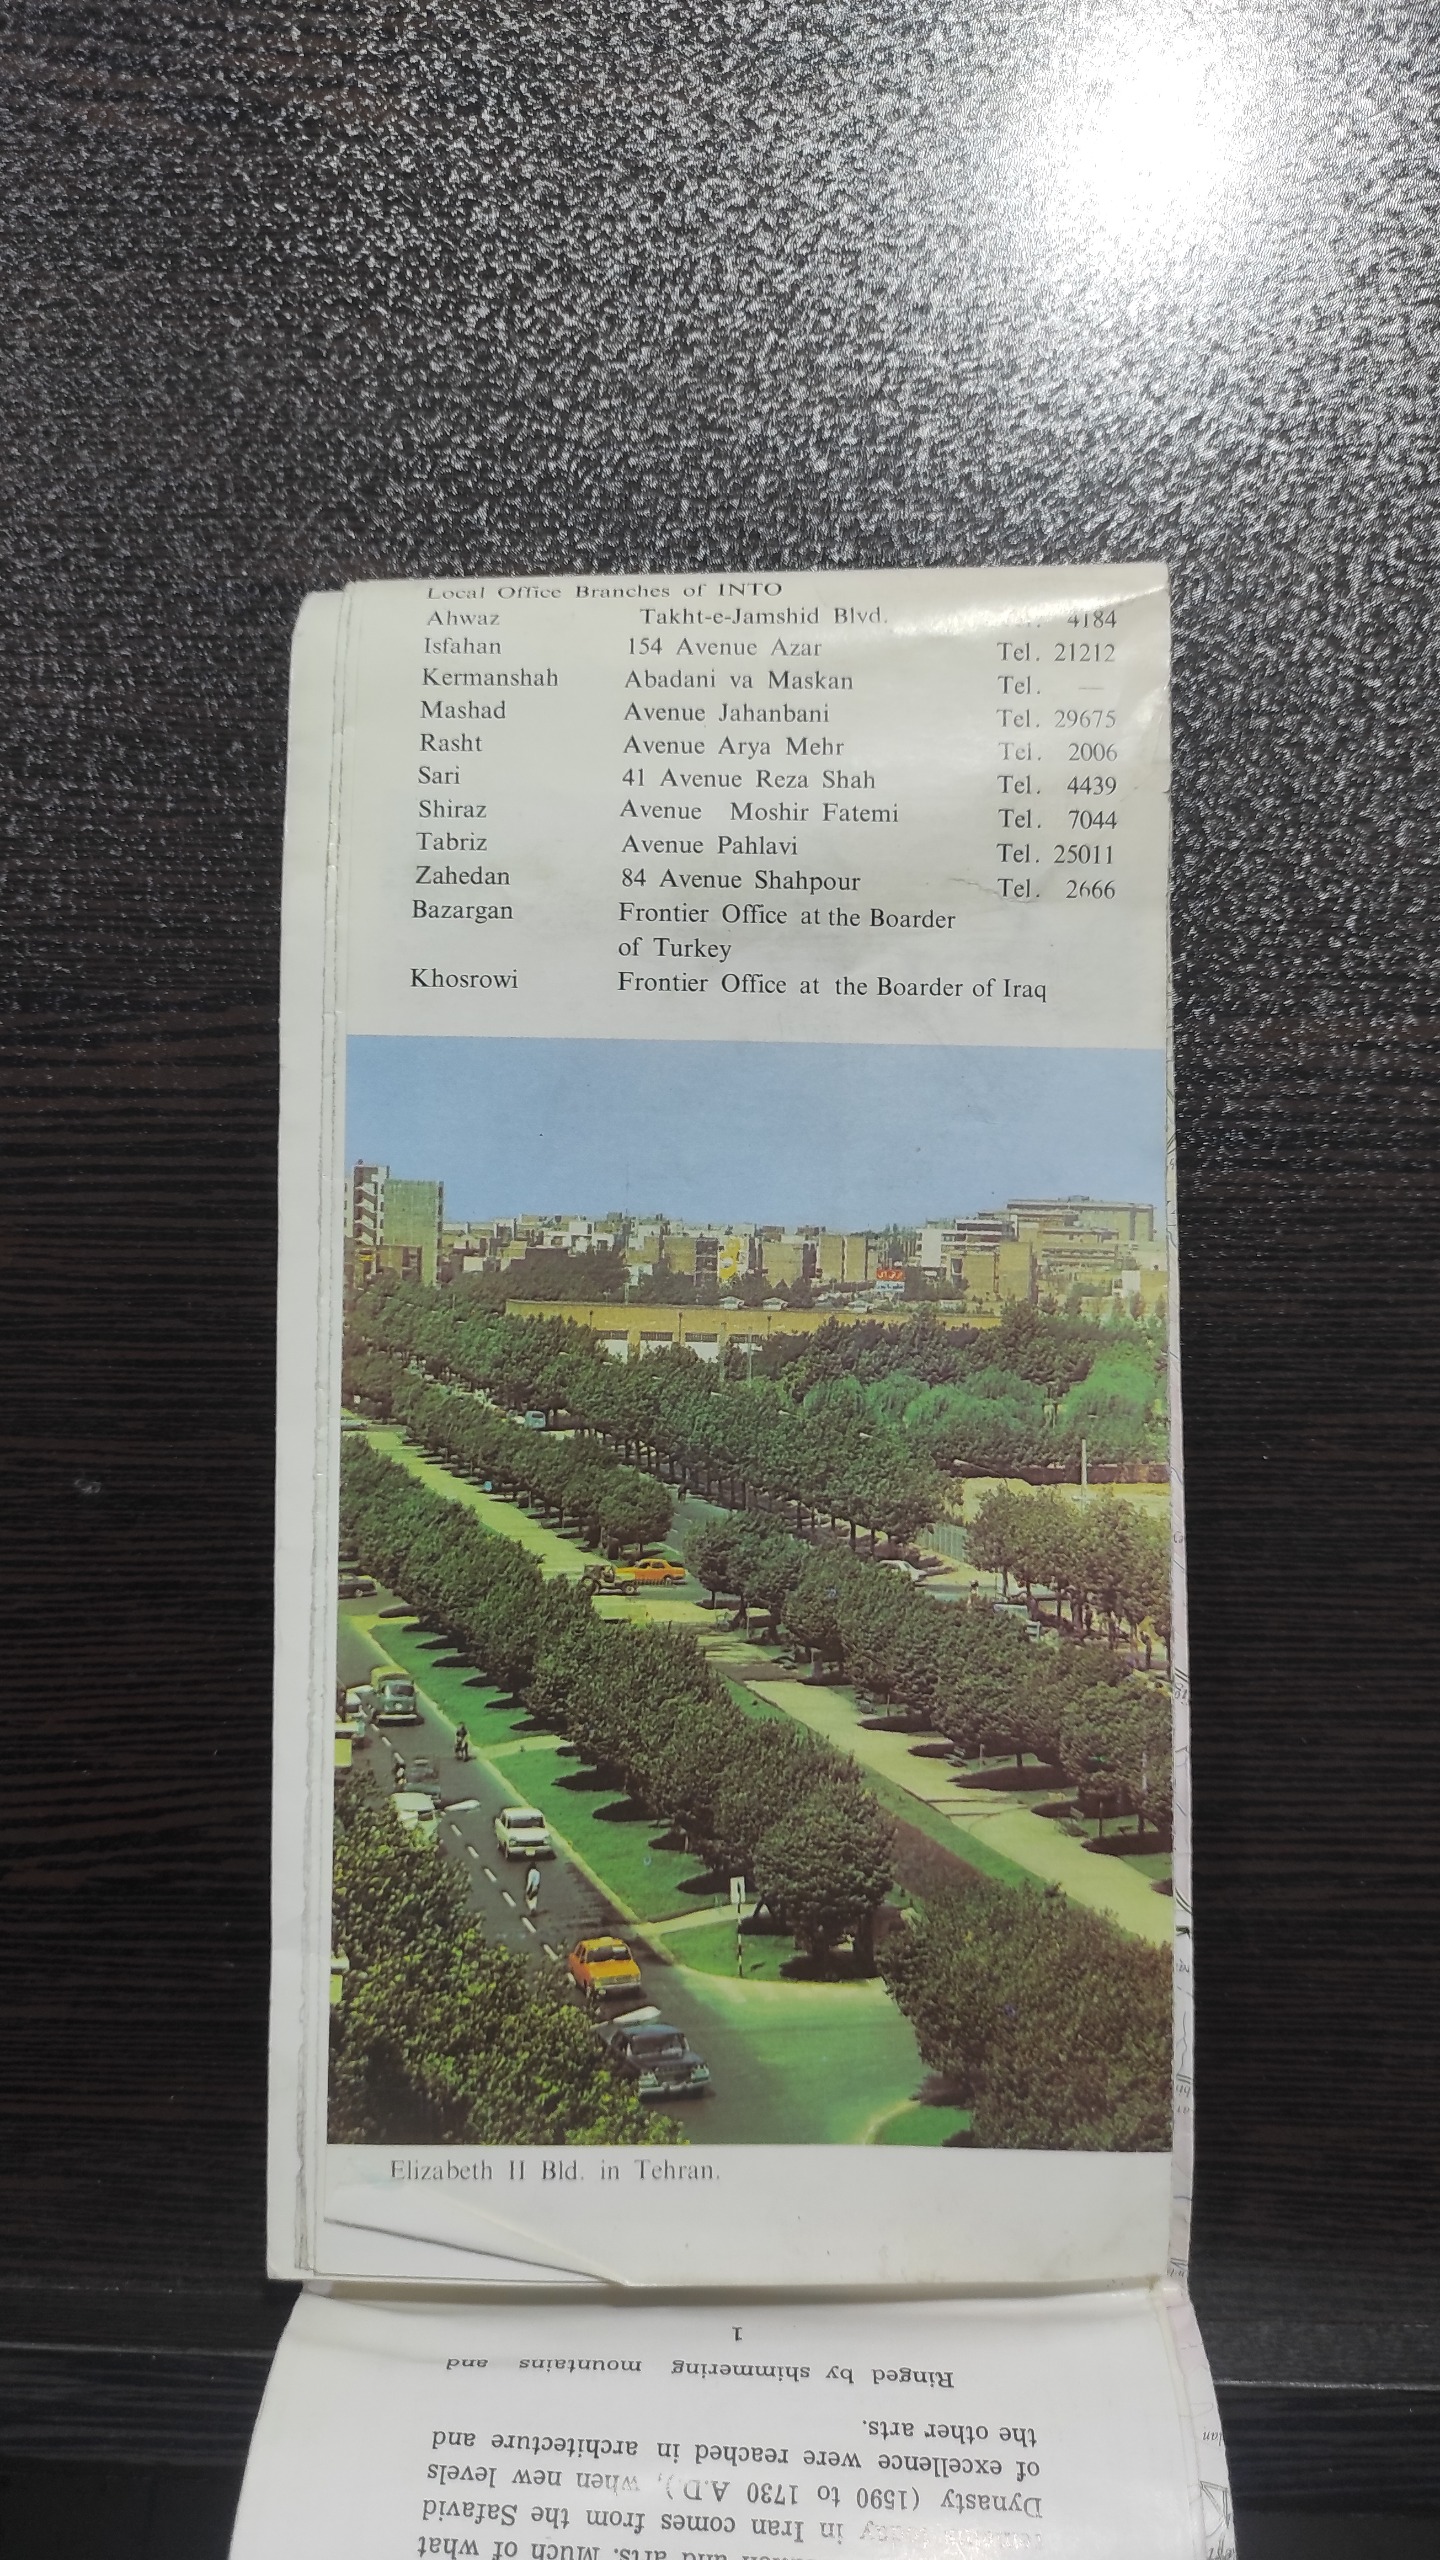 Local Office Branches of INTO
Ahwaz Takht-e-Jamshid Blvd. 4184
Isfahan 154 Avenue Azar Tel. 21212
Kermanshah Abadani va Maskan Tel. —
Mashad Avenue Jahanbani Tel. 29675
Rasht Avenue Arya Mehr Tel. 2006
Sari 41 Avenue Reza Shah Tel. 4439
Shiraz Avenue Moshir Fatemi Tel. 7044
Tabriz Avenue Pahlavi Tel. 25011
Zahedan 84 Avenue Shahpour Tel. 2666
Bazargan Frontier Office at the Boarder
of Turkey
Khosrowi Frontier Office at the Boarder of Iraq
Elizabeth II Bld. in Tehran.
and arts. Much of what
in Iran comes from the Safavid
Dynasty (1590 to 1730 A.D.), when new levels
of excellence were reached in architecture and
the other arts.
Ringed by shimmering mountains and
1